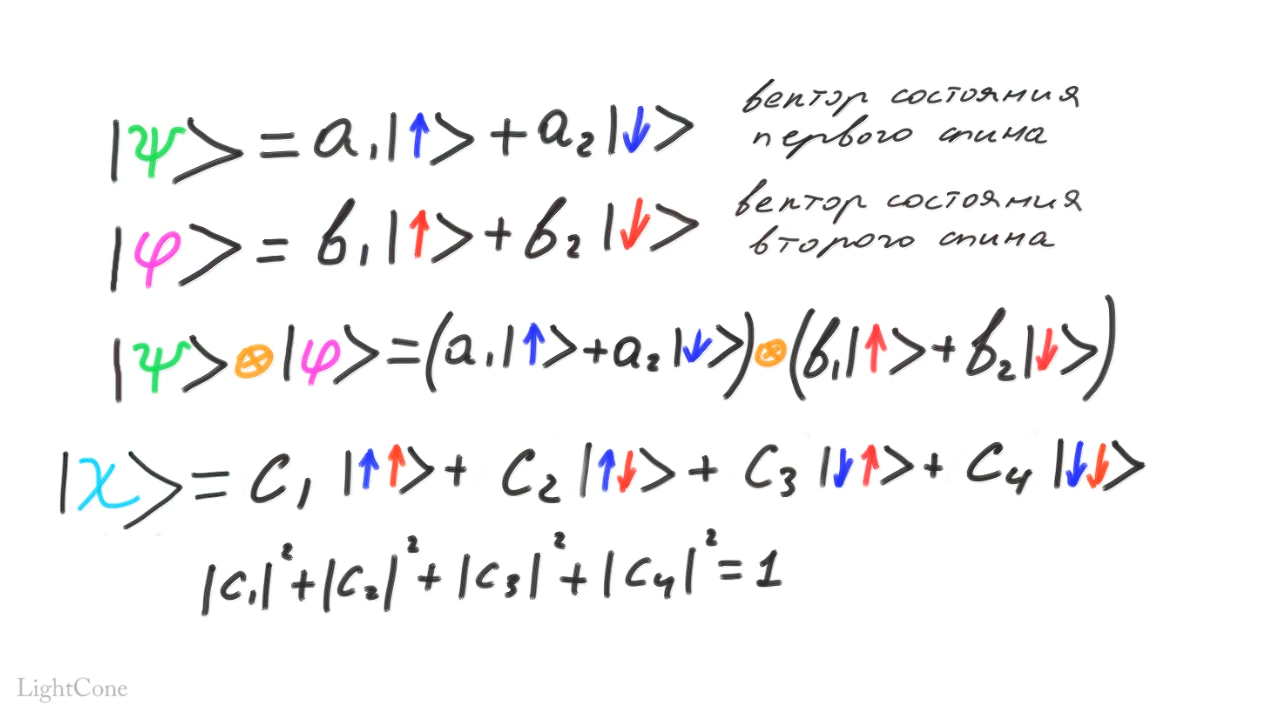 |ψ> = a₁|↑> + a₂|↓>
вектор состояния
первого спина
|φ> = b₁|↑> + b₂|↓>
вектор состояния
второго спина
|ψ> ⊗ |φ> = (a₁|↑> + a₂|↓>) ⊗ (b₁|↑> + b₂|↓>)
|χ> = C₁ |↑↑> + C₂ |↑↓> + C₃ |↓↑> + C₄ |↓↓>
|C₁|² + |C₂|² + |C₃|² + |C₄|² = 1
LightCone